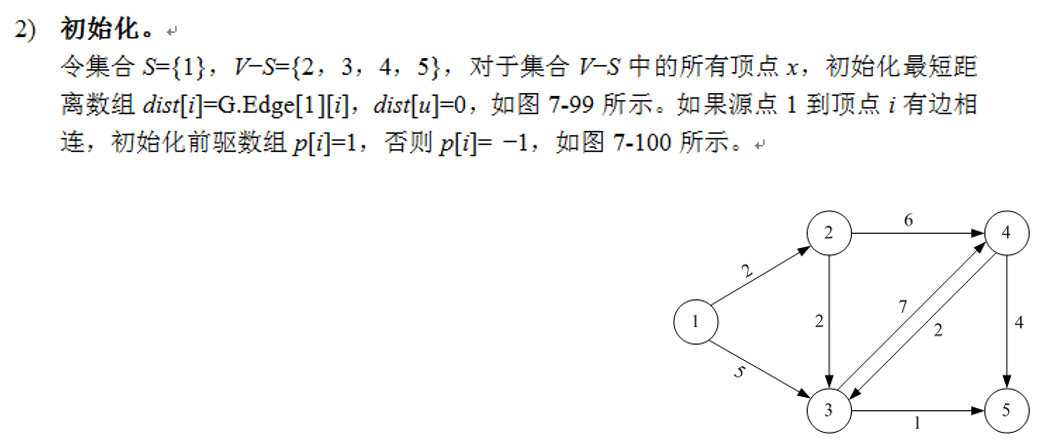 2) 初始化。
令集合 S={1}，V−S={2，3，4，5}，对于集合 V−S 中的所有顶点 x，初始化最短距
离数组 dist[i]=G.Edge[1][i]，dist[u]=0，如图 7-99 所示。如果源点 1 到顶点 i 有边相
连，初始化前驱数组 p[i]=1，否则 p[i]= −1，如图 7-100 所示。
2 6 4
2
1 2 7 2 4
5
3 1 5